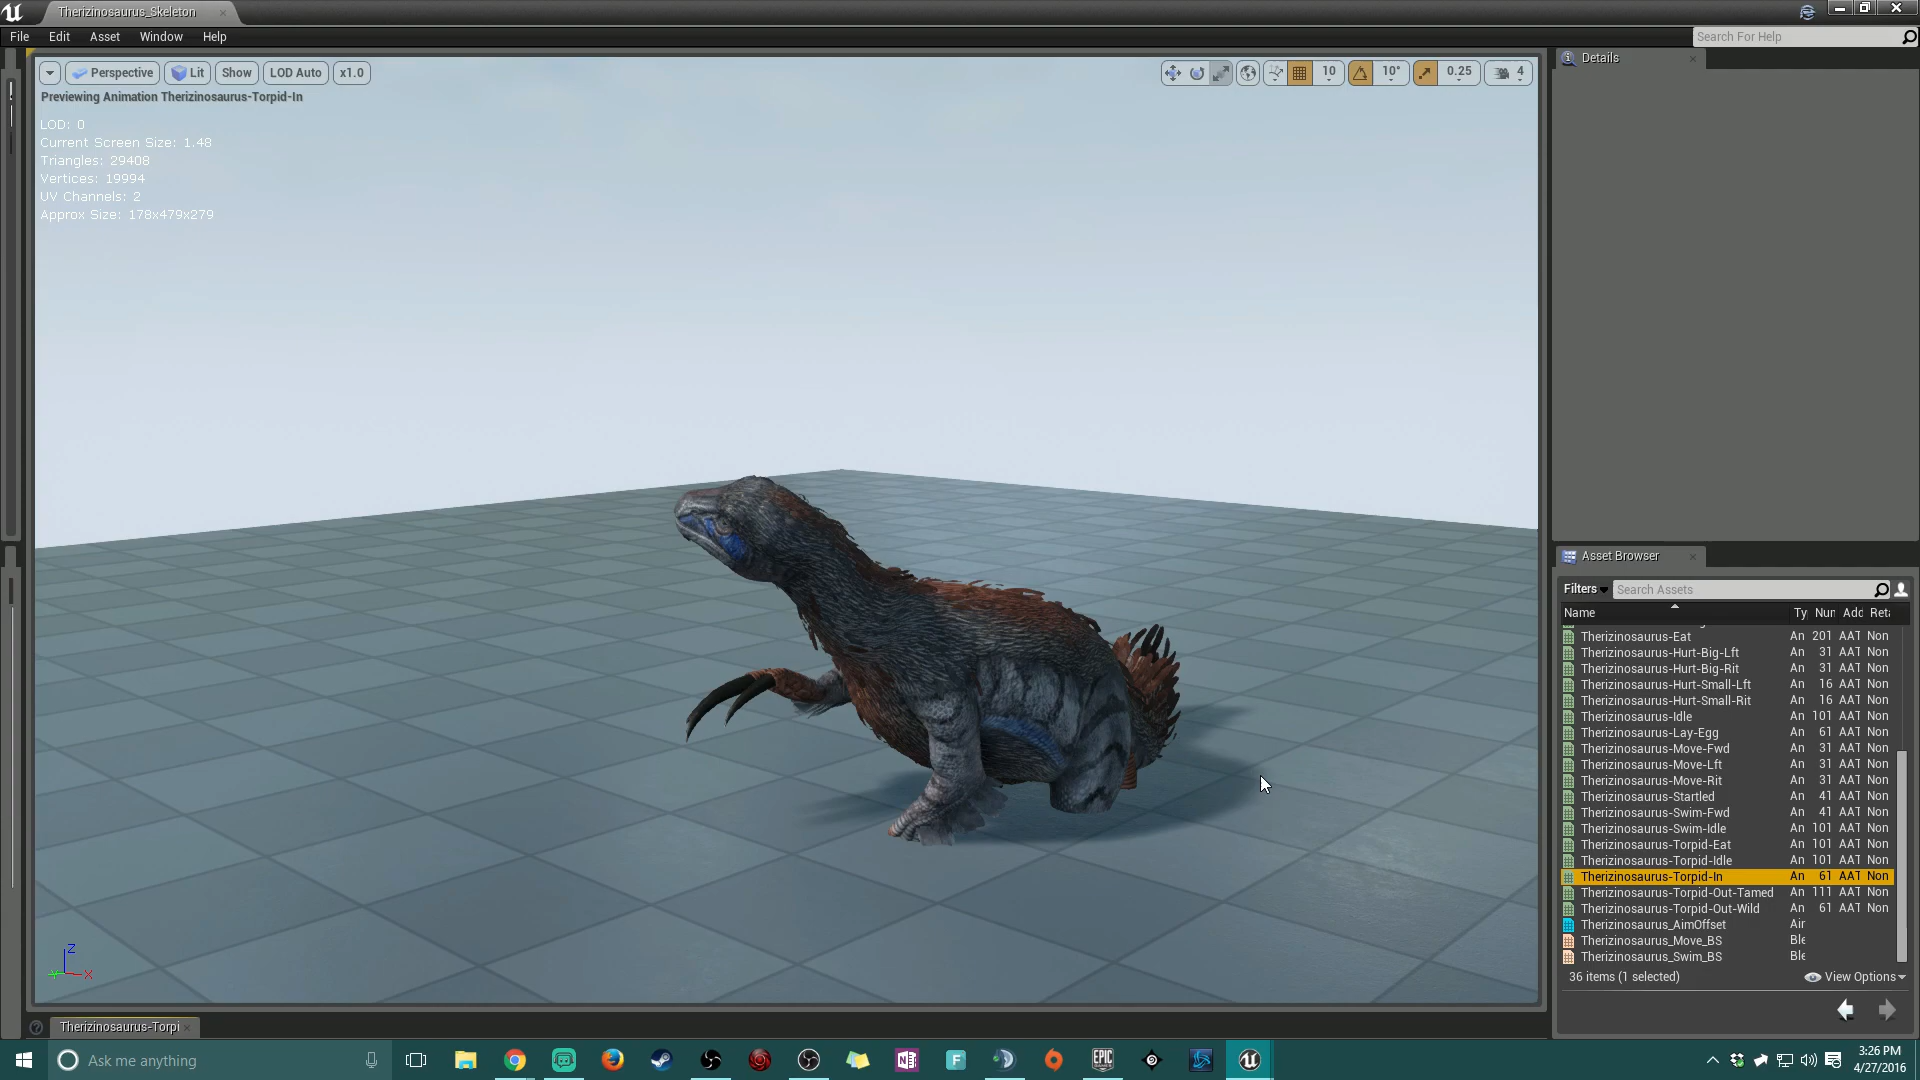 Therizinosaurus_Skeleton
File Edit Asset Window Help
Search For Help
Perspective Lit Show LOD Auto x1.0
10 10° 0.25 4
Previewing Animation Therizinosaurus-Torpid-In
LOD: 0
Current Screen Size: 1.48
Triangles: 29408
Vertices: 19994
UV Channels: 2
Approx Size: 178x479x279
Details
Asset Browser
Filters Search Assets
Name Ty Nur Adc Reta
Therizinosaurus-Eat An 201 AAT Non
Therizinosaurus-Hurt-Big-Lft An 31 AAT Non
Therizinosaurus-Hurt-Big-Rit An 31 AAT Non
Therizinosaurus-Hurt-Small-Lft An 16 AAT Non
Therizinosaurus-Hurt-Small-Rit An 16 AAT Non
Therizinosaurus-Idle An 101 AAT Non
Therizinosaurus-Lay-Egg An 61 AAT Non
Therizinosaurus-Move-Fwd An 31 AAT Non
Therizinosaurus-Move-Lft An 31 AAT Non
Therizinosaurus-Move-Rit An 31 AAT Non
Therizinosaurus-Startled An 41 AAT Non
Therizinosaurus-Swim-Fwd An 41 AAT Non
Therizinosaurus-Swim-Idle An 101 AAT Non
Therizinosaurus-Torpid-Eat An 101 AAT Non
Therizinosaurus-Torpid-Idle An 101 AAT Non
Therizinosaurus-Torpid-In An 61 AAT Non
Therizinosaurus-Torpid-Out-Tamed An 111 AAT Non
Therizinosaurus-Torpid-Out-Wild An 61 AAT Non
Therizinosaurus_AimOffset Air
Therizinosaurus_Move_BS Ble
Therizinosaurus_Swim_BS Ble
36 items (1 selected) View Options
Z
Y X
Therizinosaurus-Torpi
Ask me anything
N
F
EPIC
3:26 PM
4/27/2016